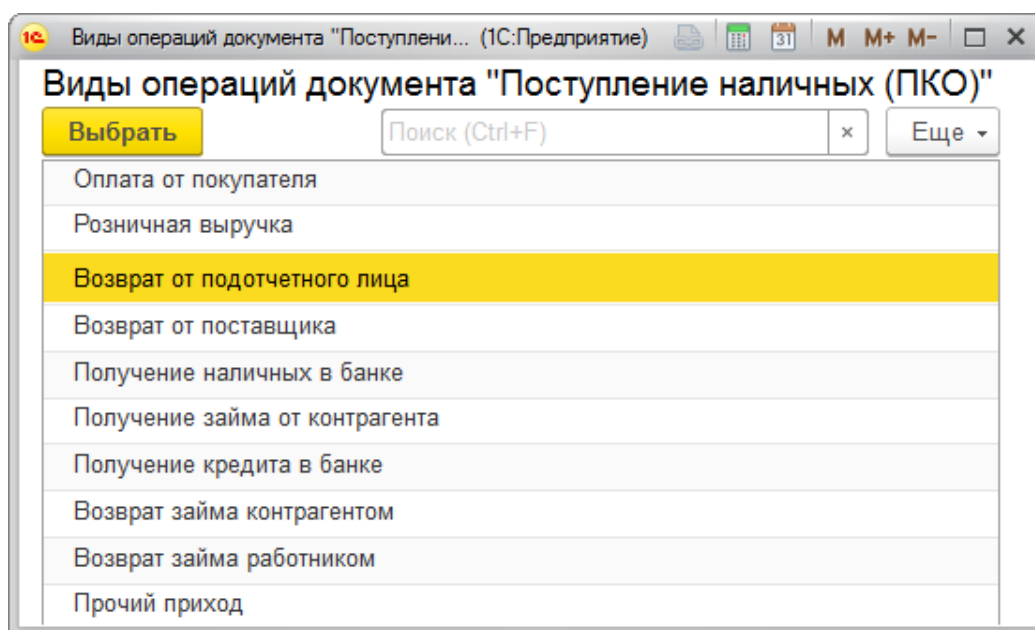 1С Виды операций документа "Поступлени... (1С:Предприятие) 31 M M+ M-
Виды операций документа "Поступление наличных (ПКО)"
Выбрать Поиск (Ctrl+F) × Еще
Оплата от покупателя
Розничная выручка
Возврат от подотчетного лица
Возврат от поставщика
Получение наличных в банке
Получение займа от контрагента
Получение кредита в банке
Возврат займа контрагентом
Возврат займа работником
Прочий приход